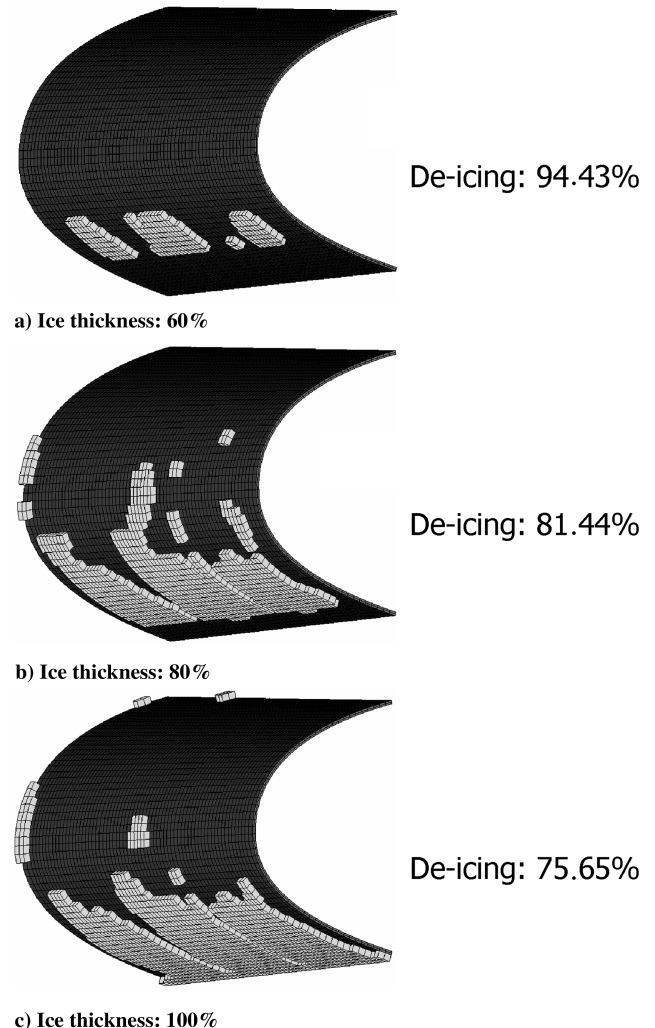 De-icing: 94.43%
a) Ice thickness: 60%
De-icing: 81.44%
b) Ice thickness: 80%
De-icing: 75.65%
c) Ice thickness: 100%